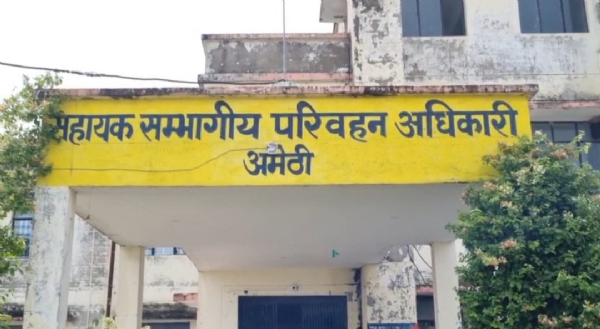 सहायक सम्भागीय परिवहन अधिकारी
अमेठी